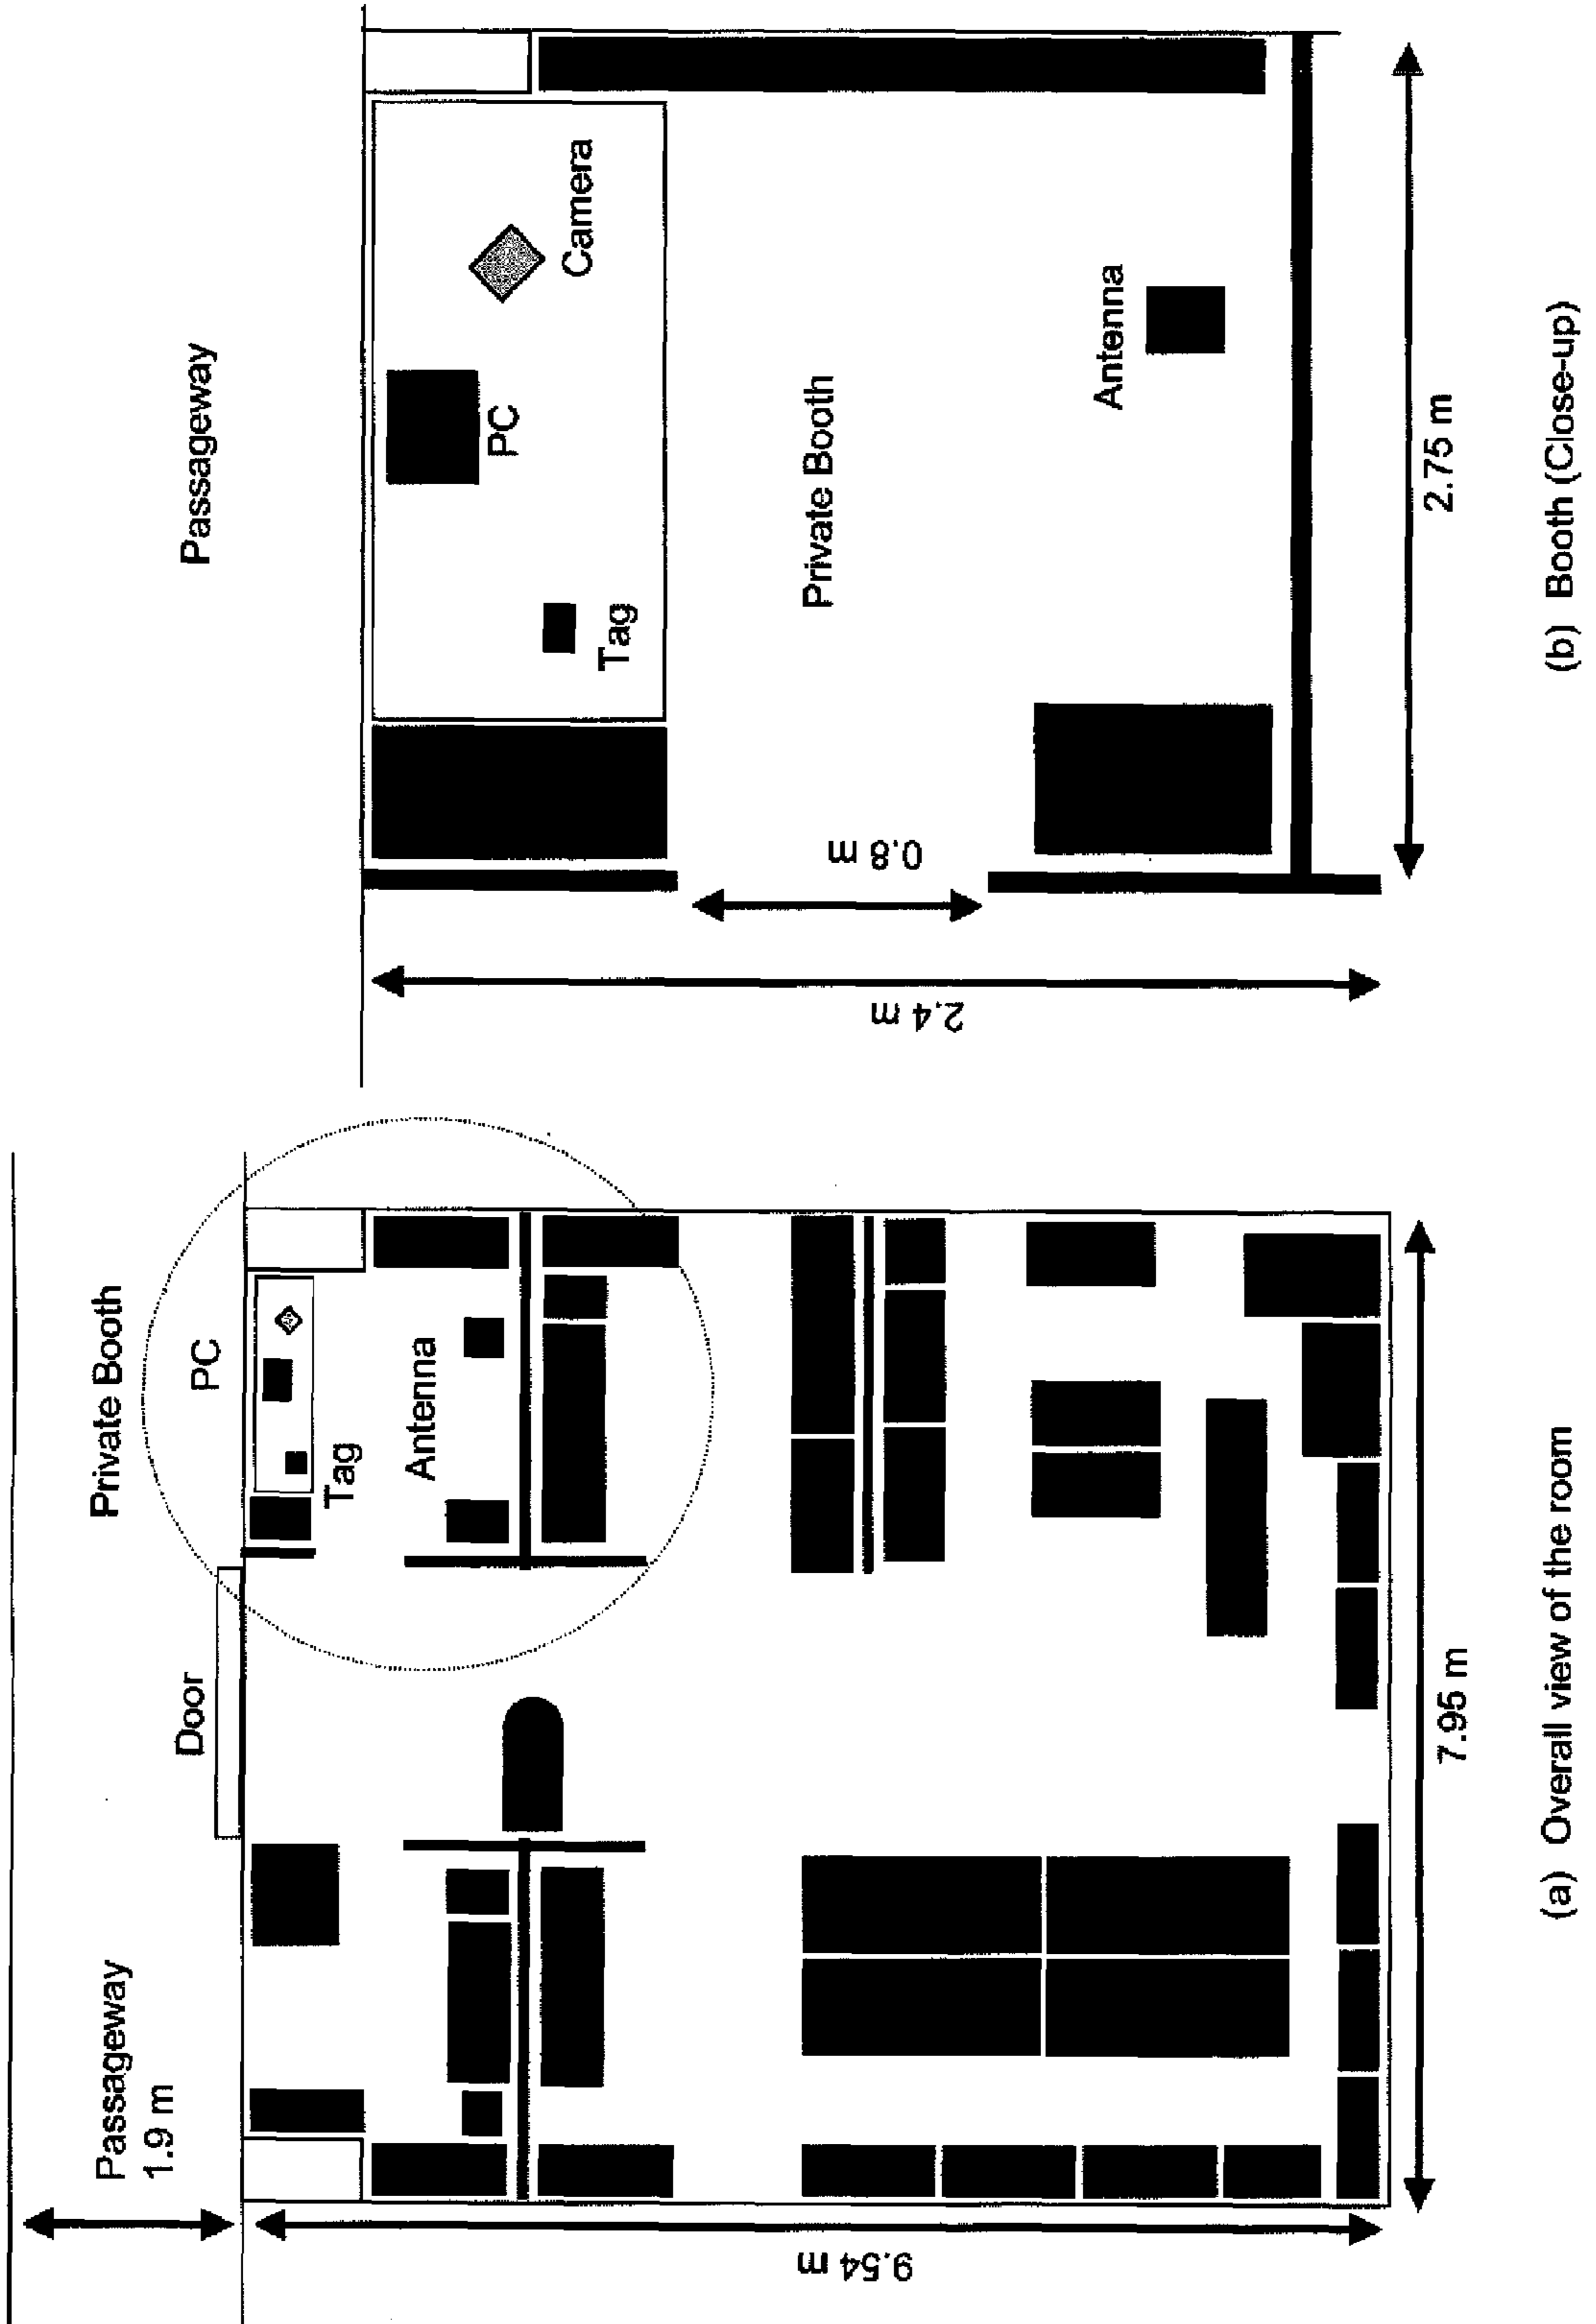 Passageway
1.9 m
Door
Private Booth
PC
Tag
Antenna
9.54 m
7.95 m
(a) Overall view of the room
Passageway
PC
Camera
Tag
Private Booth
Antenna
0.8 m
2.4 m
2.75 m
(b) Booth (Close-up)